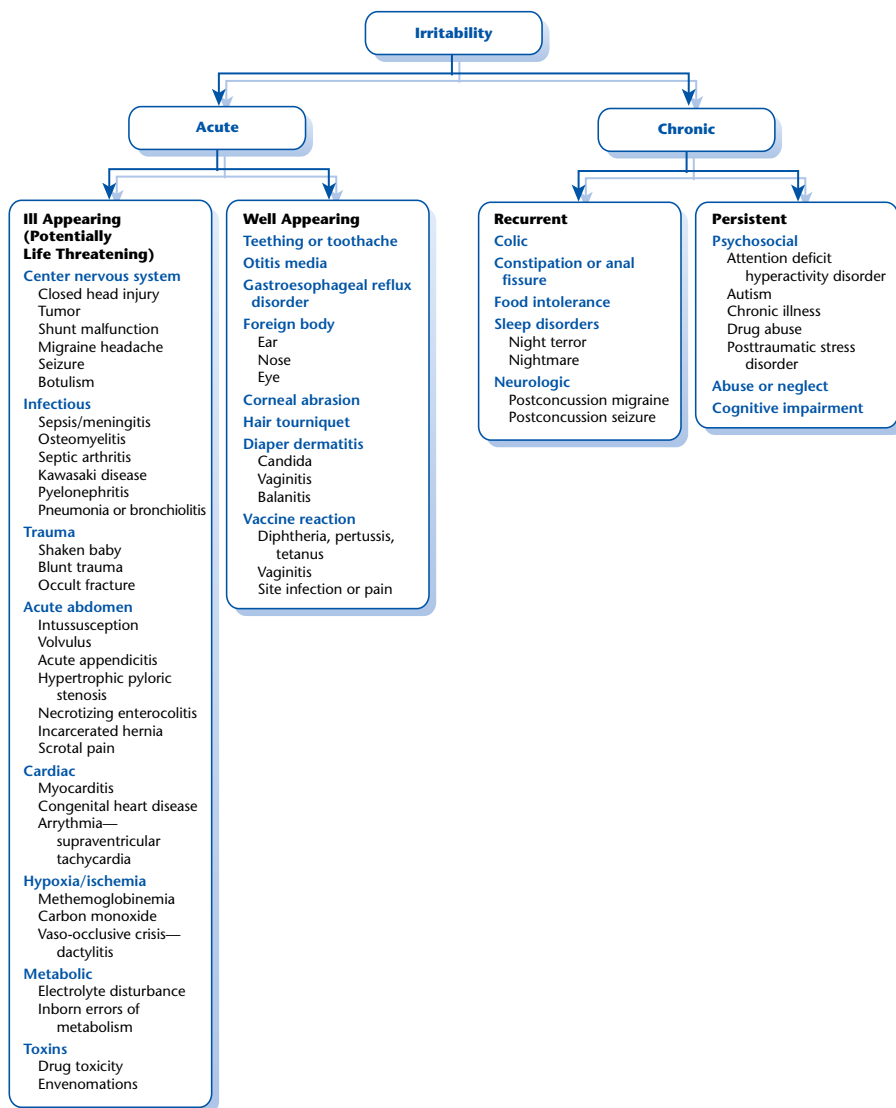 Irritability
Acute
Chronic
Ill Appearing
(Potentially
Life Threatening)
Center nervous system
Closed head injury
Tumor
Shunt malfunction
Migraine headache
Seizure
Botulism
Infectious
Sepsis/meningitis
Osteomyelitis
Septic arthritis
Kawasaki disease
Pyelonephritis
Pneumonia or bronchiolitis
Trauma
Shaken baby
Blunt trauma
Occult fracture
Acute abdomen
Intussusception
Volvulus
Acute appendicitis
Hypertrophic pyloric
stenosis
Necrotizing enterocolitis
Incarcerated hernia
Scrotal pain
Cardiac
Myocarditis
Congenital heart disease
Arrythmia—
supraventricular
tachycardia
Hypoxia/ischemia
Methemoglobinemia
Carbon monoxide
Vaso-occlusive crisis—
dactylitis
Metabolic
Electrolyte disturbance
Inborn errors of
metabolism
Toxins
Drug toxicity
Envenomations
Well Appearing
Teething or toothache
Otitis media
Gastroesophageal reflux
disorder
Foreign body
Ear
Nose
Eye
Corneal abrasion
Hair tourniquet
Diaper dermatitis
Candida
Vaginitis
Balanitis
Vaccine reaction
Diphtheria, pertussis,
tetanus
Vaginitis
Site infection or pain
Recurrent
Colic
Constipation or anal
fissure
Food intolerance
Sleep disorders
Night terror
Nightmare
Neurologic
Postconcussion migraine
Postconcussion seizure
Persistent
Psychosocial
Attention deficit
hyperactivity disorder
Autism
Chronic illness
Drug abuse
Posttraumatic stress
disorder
Abuse or neglect
Cognitive impairment